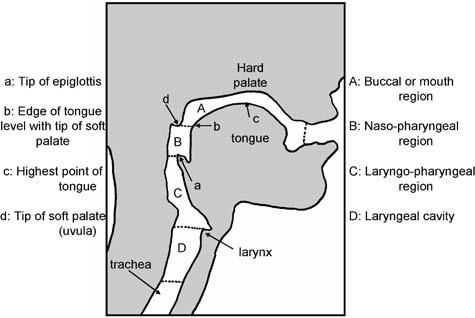 a: Tip of epiglottis
b: Edge of tongue
level with tip of soft
palate
c: Highest point of
tongue
d: Tip of soft palate
(uvula)
Hard
palate
d
A
b
c
tongue
B
a
C
D
larynx
trachea
A: Buccal or mouth
region
B: Naso-pharyngeal
region
C: Laryngo-pharyngeal
region
D: Laryngeal cavity